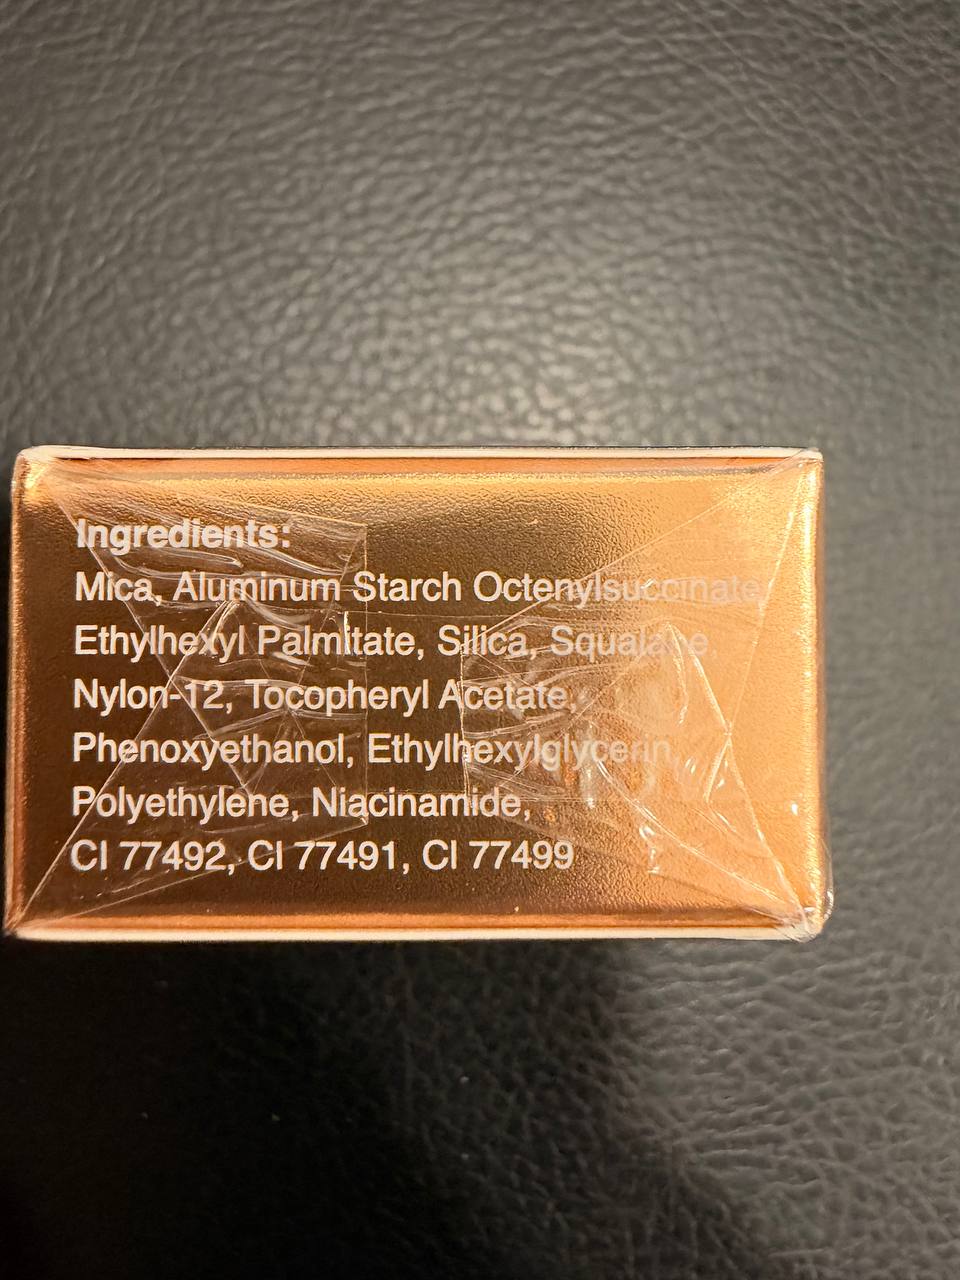 Ingredients:
Mica, Aluminum Starch Octenylsuccinate,
Ethylhexyl Palmitate, Silica, Squalane,
Nylon-12, Tocopheryl Acetate,
Phenoxyethanol, Ethylhexylglycerin,
Polyethylene, Niacinamide,
CI 77492, CI 77491, CI 77499